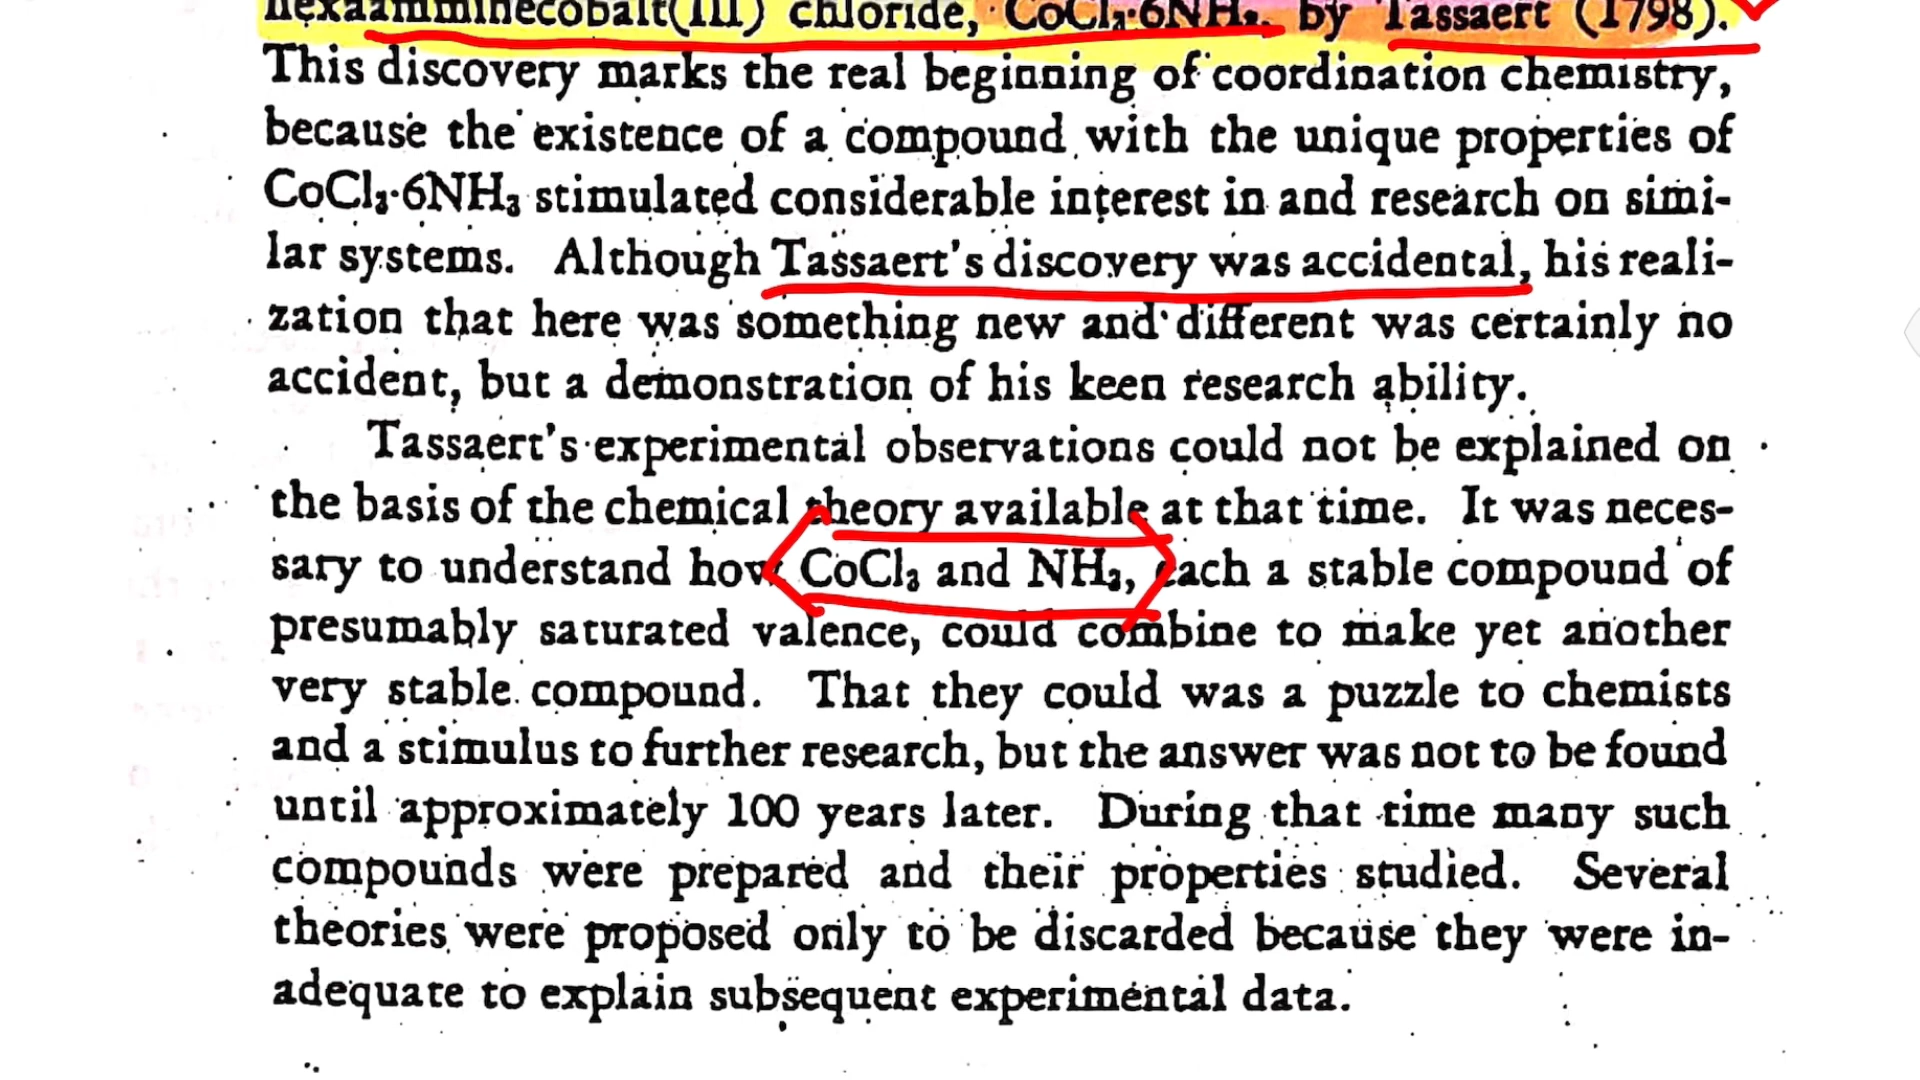 hexaamminecobalt(III) chloride, CoCl₃·6NH₃, by Tassaert (1798).
This discovery marks the real beginning of coordination chemistry,
because the existence of a compound with the unique properties of
CoCl₃·6NH₃ stimulated considerable interest in and research on simi-
lar systems. Although Tassaert's discovery was accidental, his reali-
zation that here was something new and different was certainly no
accident, but a demonstration of his keen research ability.
Tassaert's experimental observations could not be explained on
the basis of the chemical theory available at that time. It was neces-
sary to understand how CoCl₃ and NH₃, each a stable compound of
presumably saturated valence, could combine to make yet another
very stable compound. That they could was a puzzle to chemists
and a stimulus to further research, but the answer was not to be found
until approximately 100 years later. During that time many such
compounds were prepared and their properties studied. Several
theories were proposed only to be discarded because they were in-
adequate to explain subsequent experimental data.